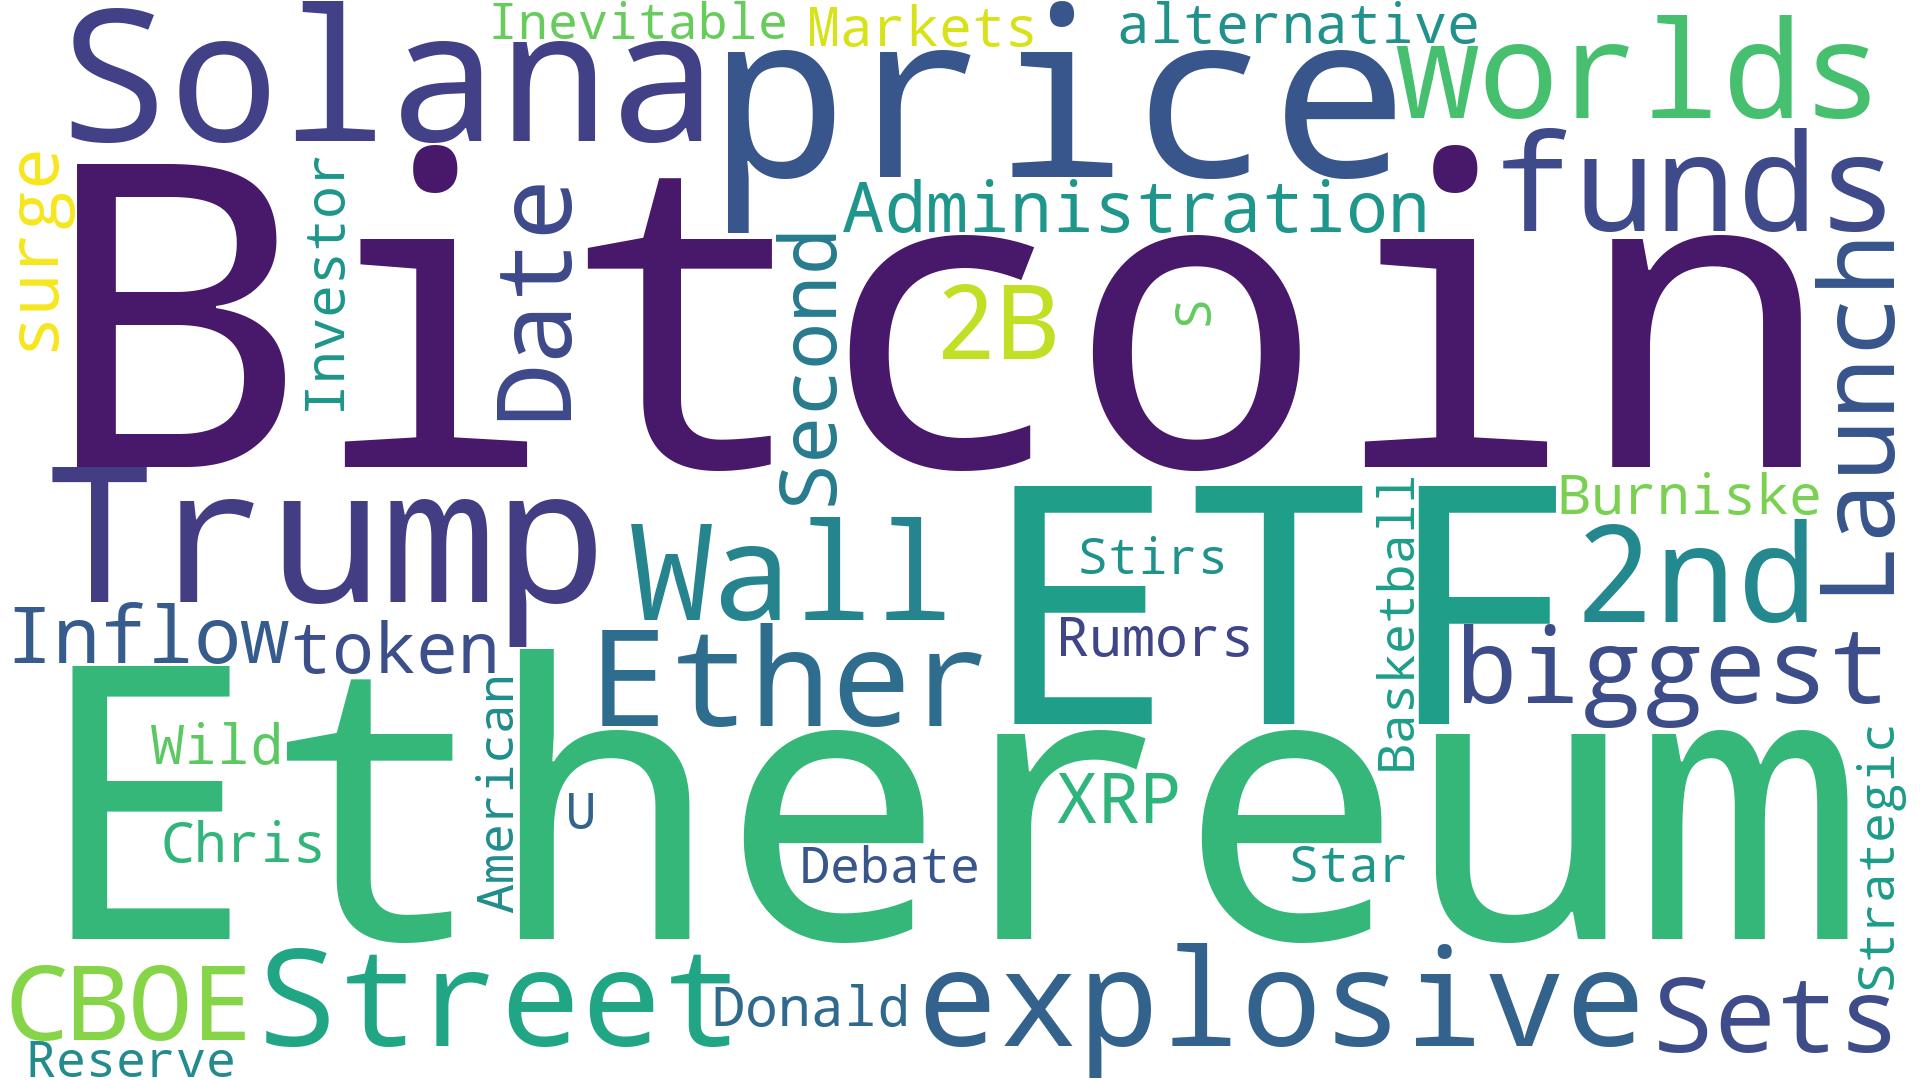 Inevitable
Markets
alternative
Solana
price
Worlds
surge
Investor
Date
Administration
funds
Bitcoin
Second
2B
s
Launch
Trump
Wall
ETF
Stirs
Basketball
Burniske
2nd
Inflow
token
Ether
Rumors
biggest
Ethereum
Wild
American
U
XRP
Chris
Debate
Star
Strategic
CBOE
Street
Donald
explosive
Sets
Reserve